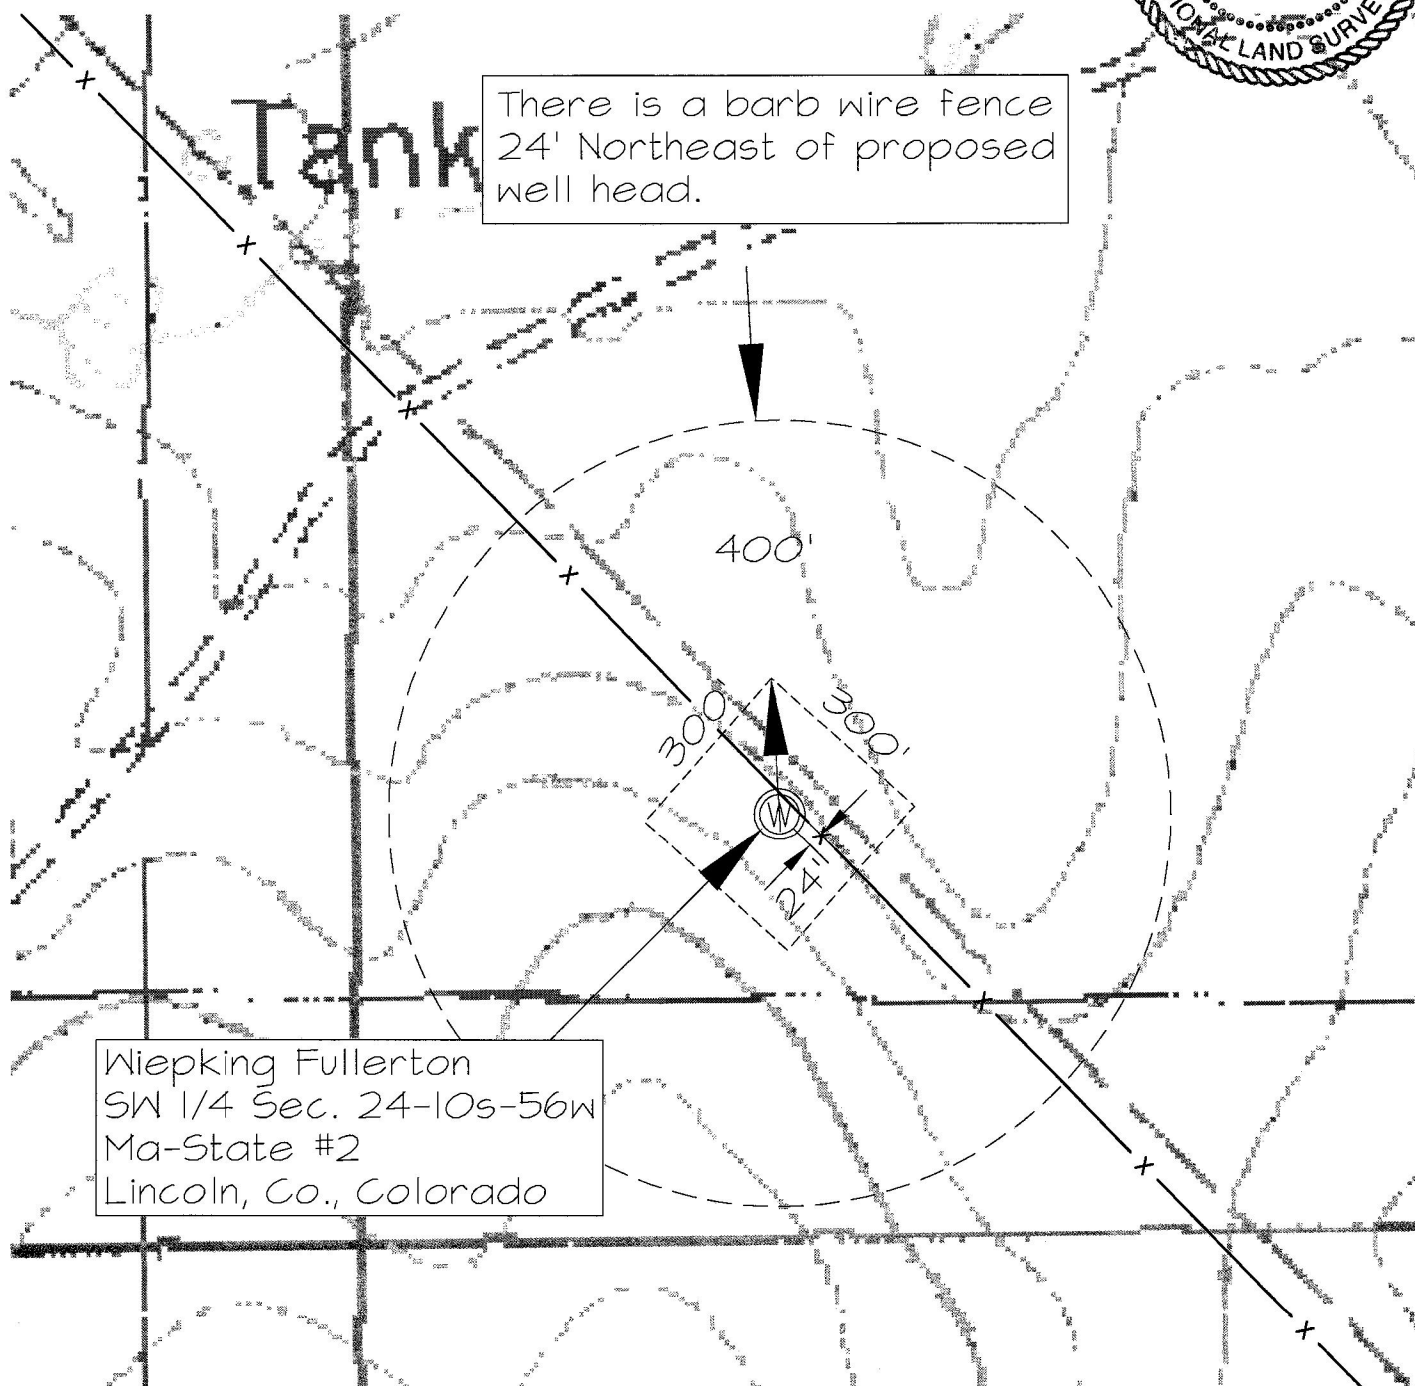 IONAL LAND SURVE
Tank
There is a barb wire fence
24' Northeast of proposed
well head.
400'
300'
300'
W
24'
Wiepking Fullerton
SW 1/4 Sec. 24-10s-56w
Ma-State #2
Lincoln, Co., Colorado